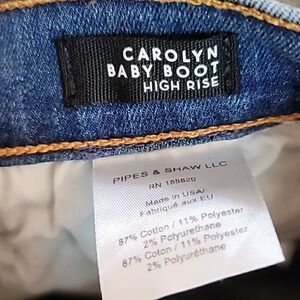 CAROLYN
BABY BOOT
HIGH RISE
PIPES & SHAW LLC
RN 155820
Made in USA/
Fabriqué aux EU
87% Cotton / 11% Polyester
2% Polyurethane
87% Coton / 11% Polyester
2% Polyuréthane